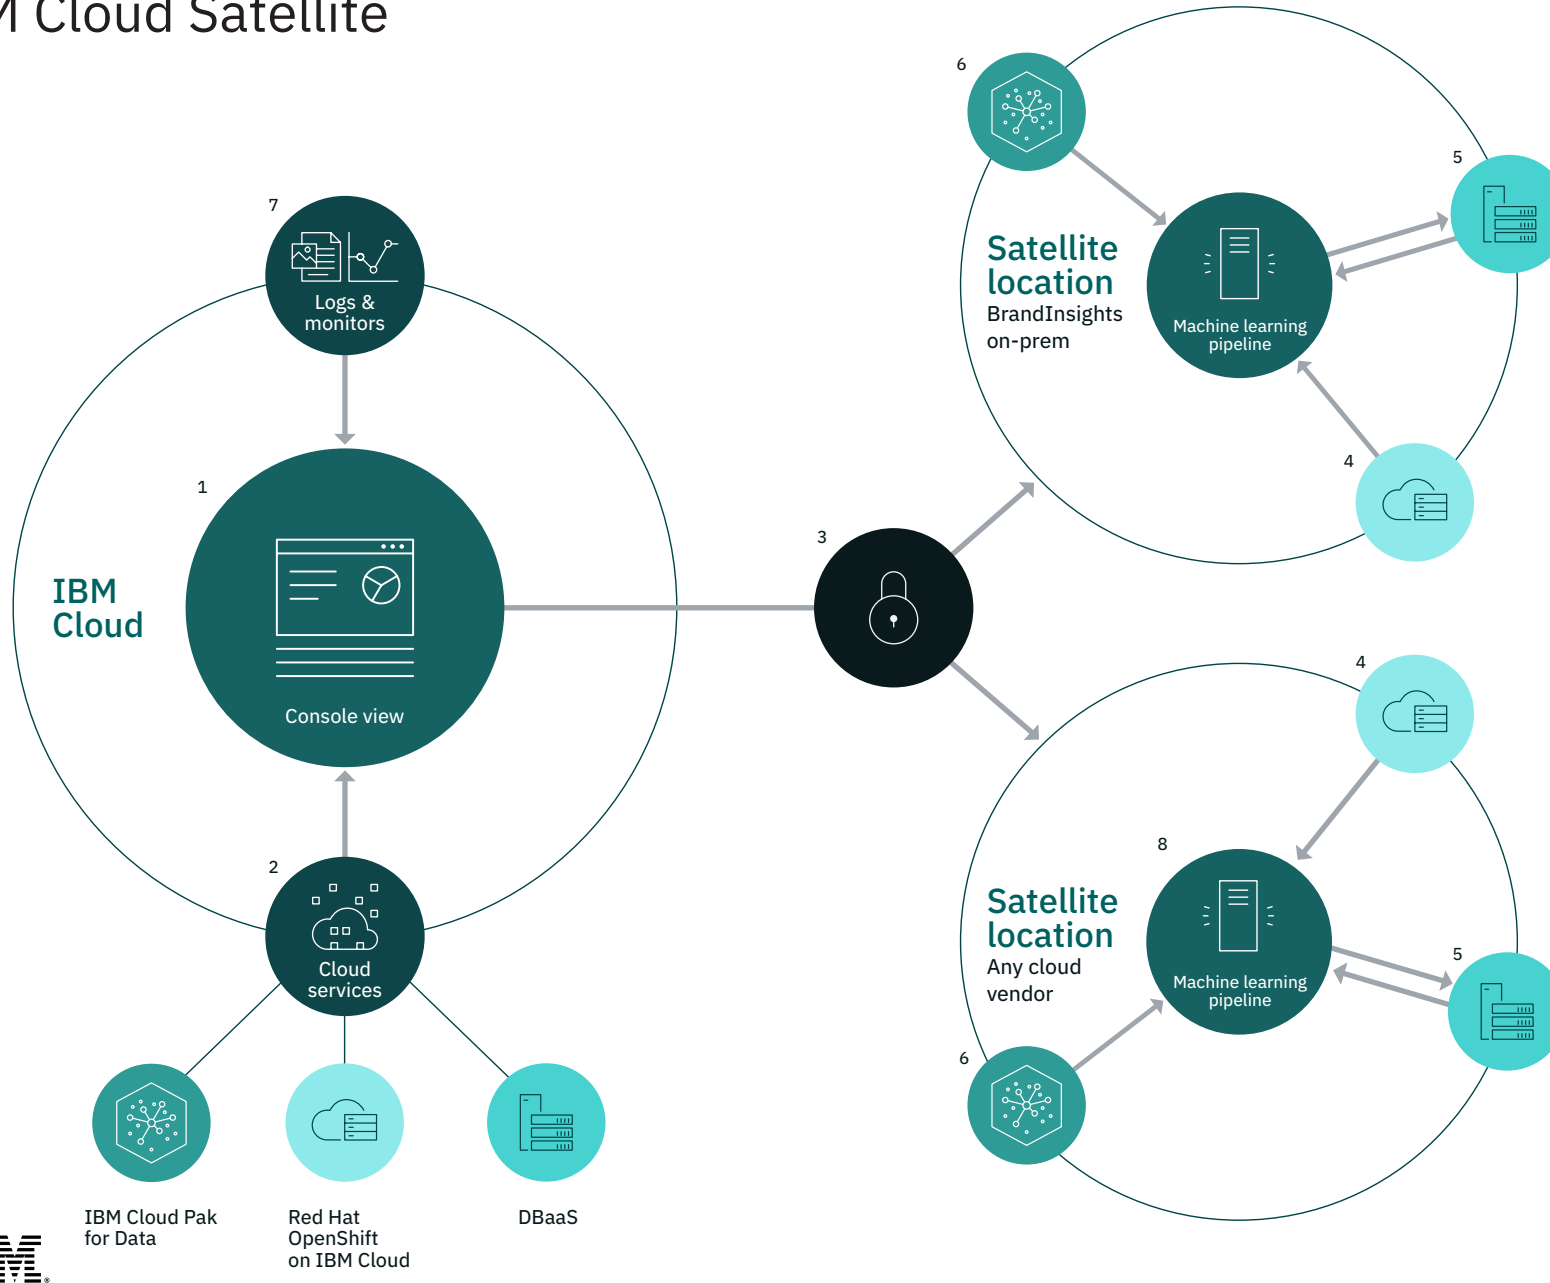 M Cloud Satellite
7
Logs &
monitors
1
IBM
Cloud
Console view
2
Cloud
services
IBM Cloud Pak
for Data
Red Hat
OpenShift
on IBM Cloud
DBaaS
3
6
5
Satellite
location
BrandInsights
on-prem
Machine learning
pipeline
4
4
8
Satellite
location
Any cloud
vendor
Machine learning
pipeline
5
6
M
®